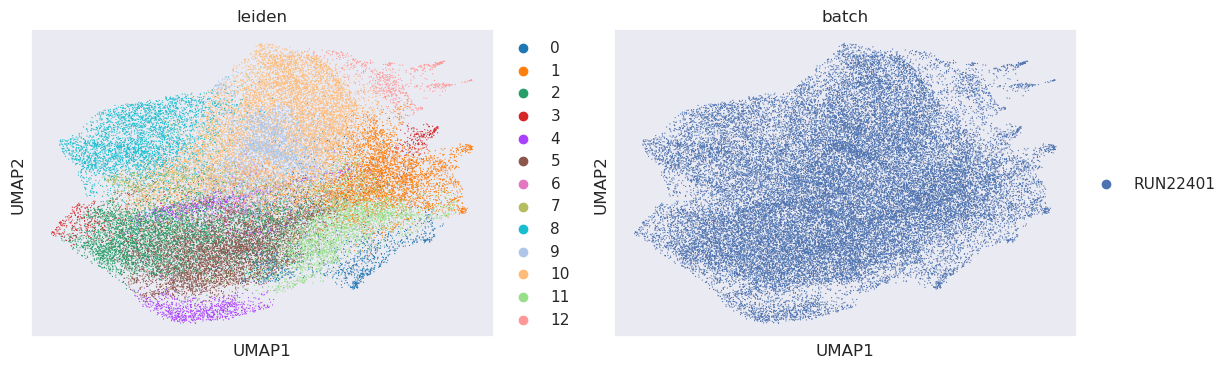 leiden
UMAP2
UMAP1
0
1
2
3
4
5
6
7
8
9
10
11
12
batch
UMAP2
UMAP1
RUN22401